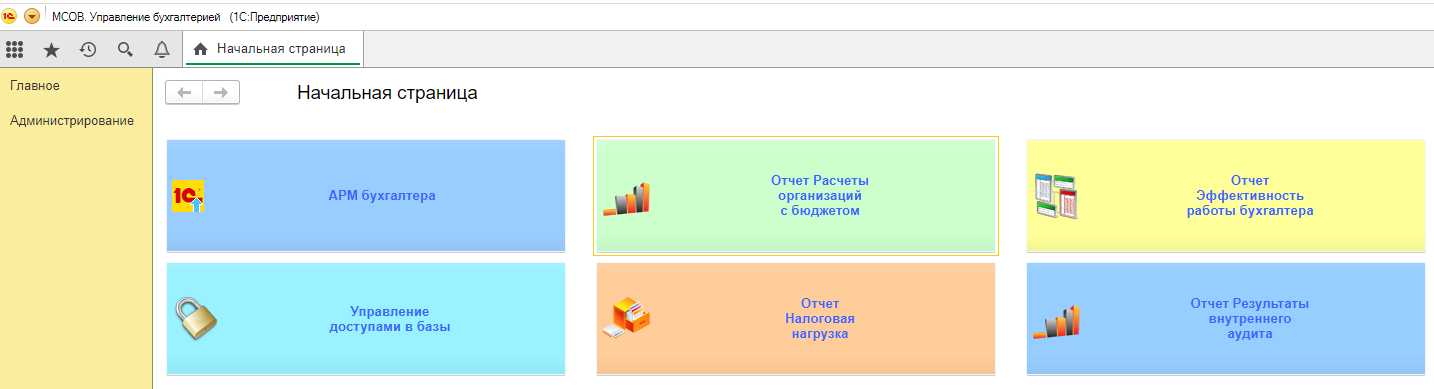 МСОВ. Управление бухгалтерией (1С:Предприятие)
Начальная страница
Главное
Администрирование
Начальная страница
1С
АРМ бухгалтера
Отчет Расчеты
организаций
с бюджетом
Отчет
Эффективность
работы бухгалтера
Управление
доступами в базы
Отчет
Налоговая
нагрузка
Отчет Результаты
внутреннего
аудита